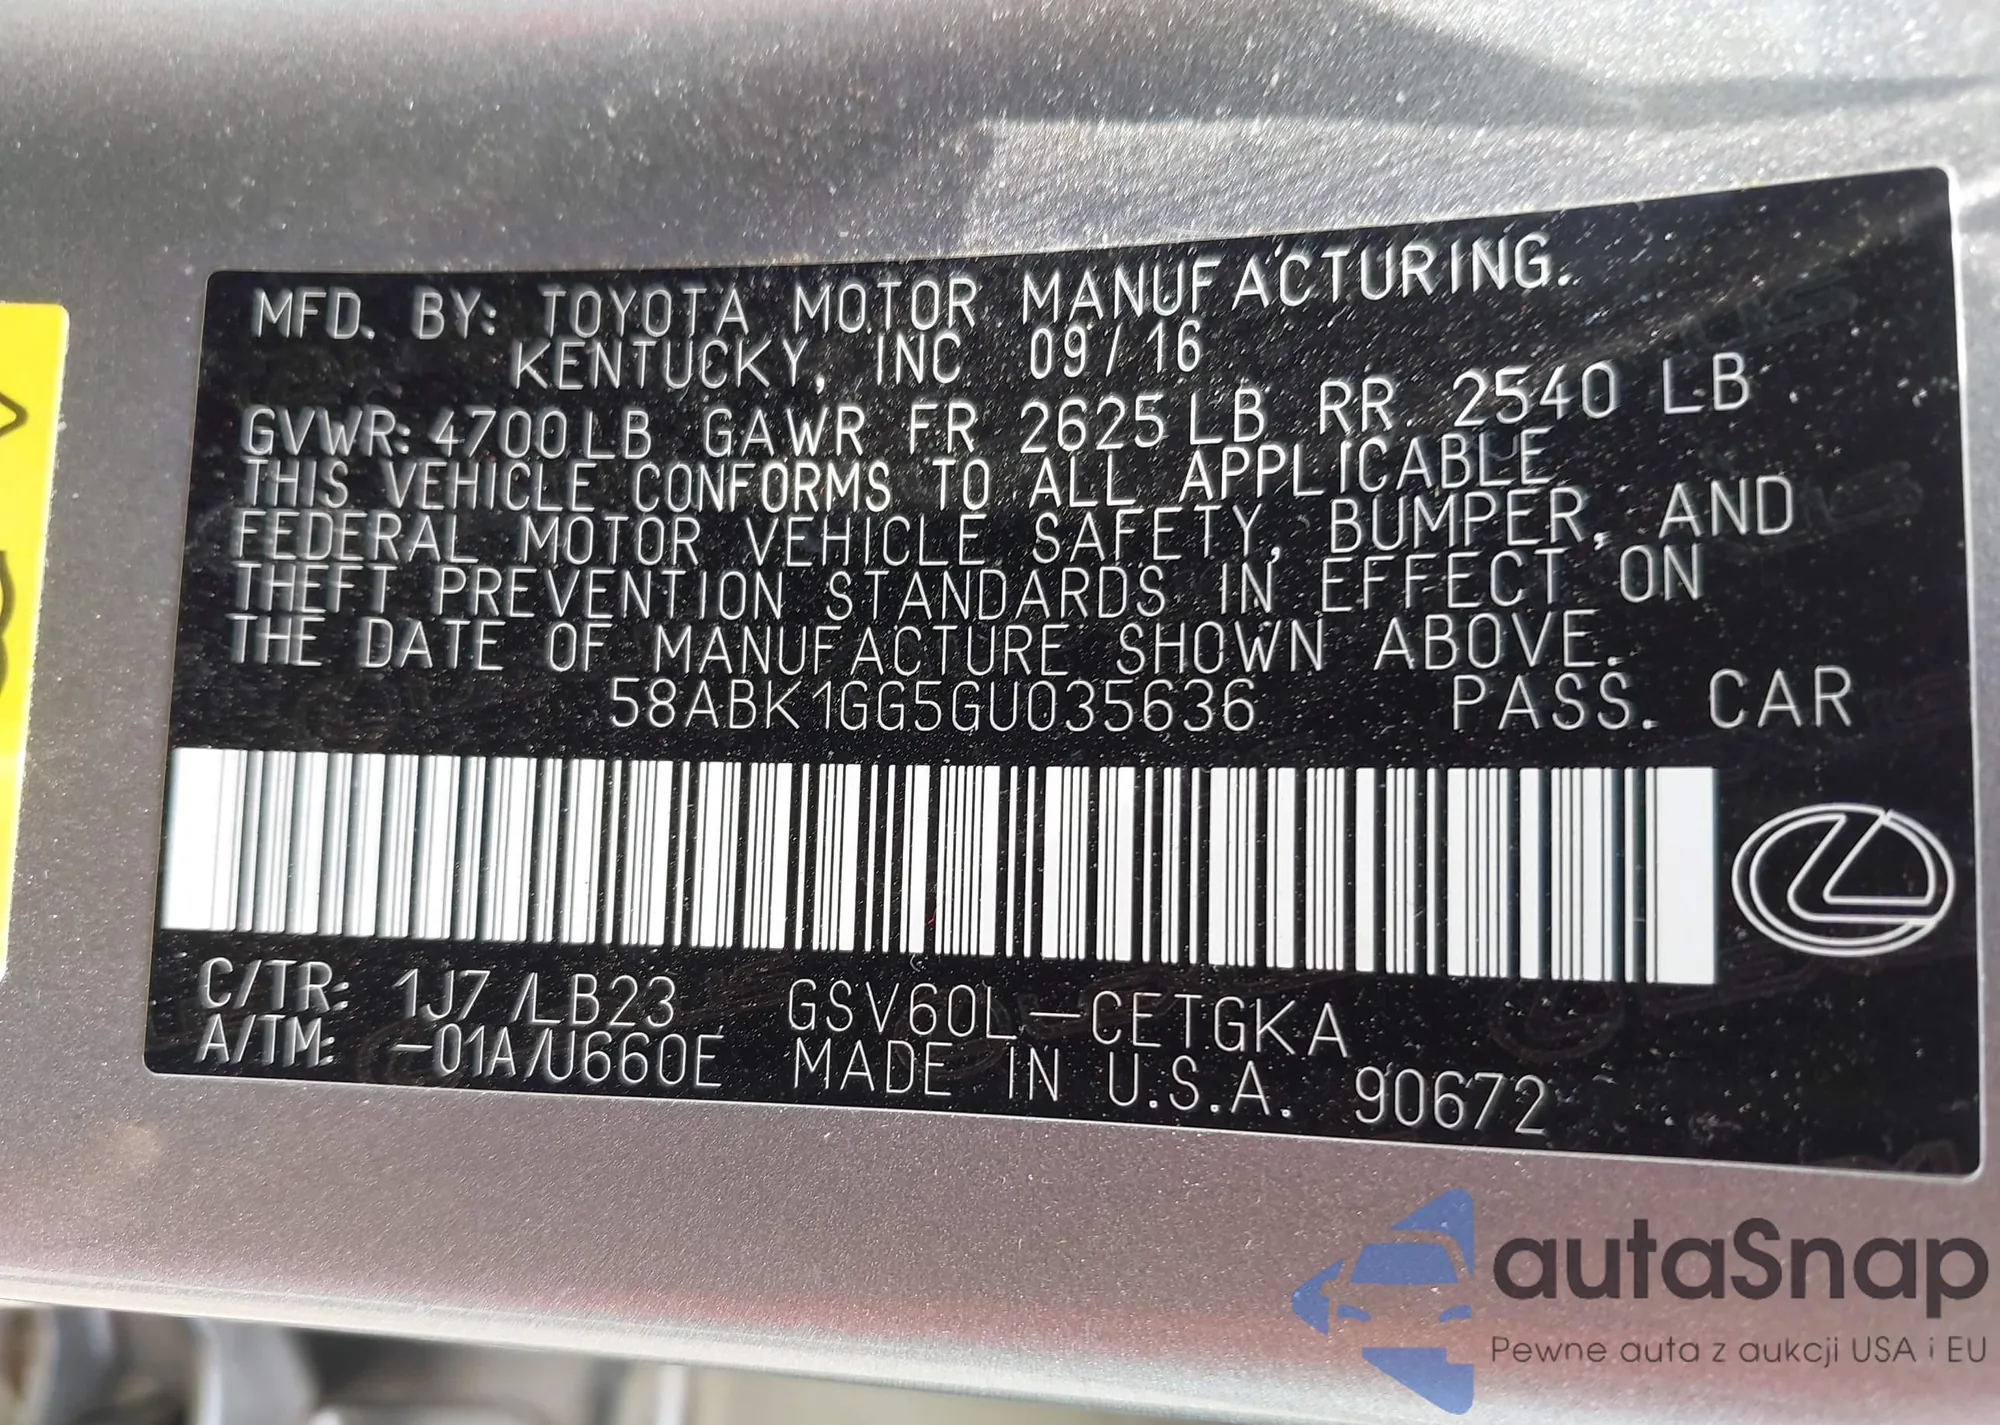 MFD. BY: TOYOTA MOTOR MANUFACTURING.
KENTUCKY, INC 09/16
GVWR: 4700LB GAWR FR 2625LB RR 2540 LB
THIS VEHICLE CONFORMS TO ALL APPLICABLE
FEDERAL MOTOR VEHICLE SAFETY, BUMPER, AND
THEFT PREVENTION STANDARDS IN EFFECT ON
THE DATE OF MANUFACTURE SHOWN ABOVE.
58ABK1GG5GU035636 PASS. CAR
C/TR: 1J7/LB23 GSV60L-CETGKA
A/TM: -01A/U660E MADE IN U.S.A. 90672
autaSnap
Pewne auta z aukcji USA i EU